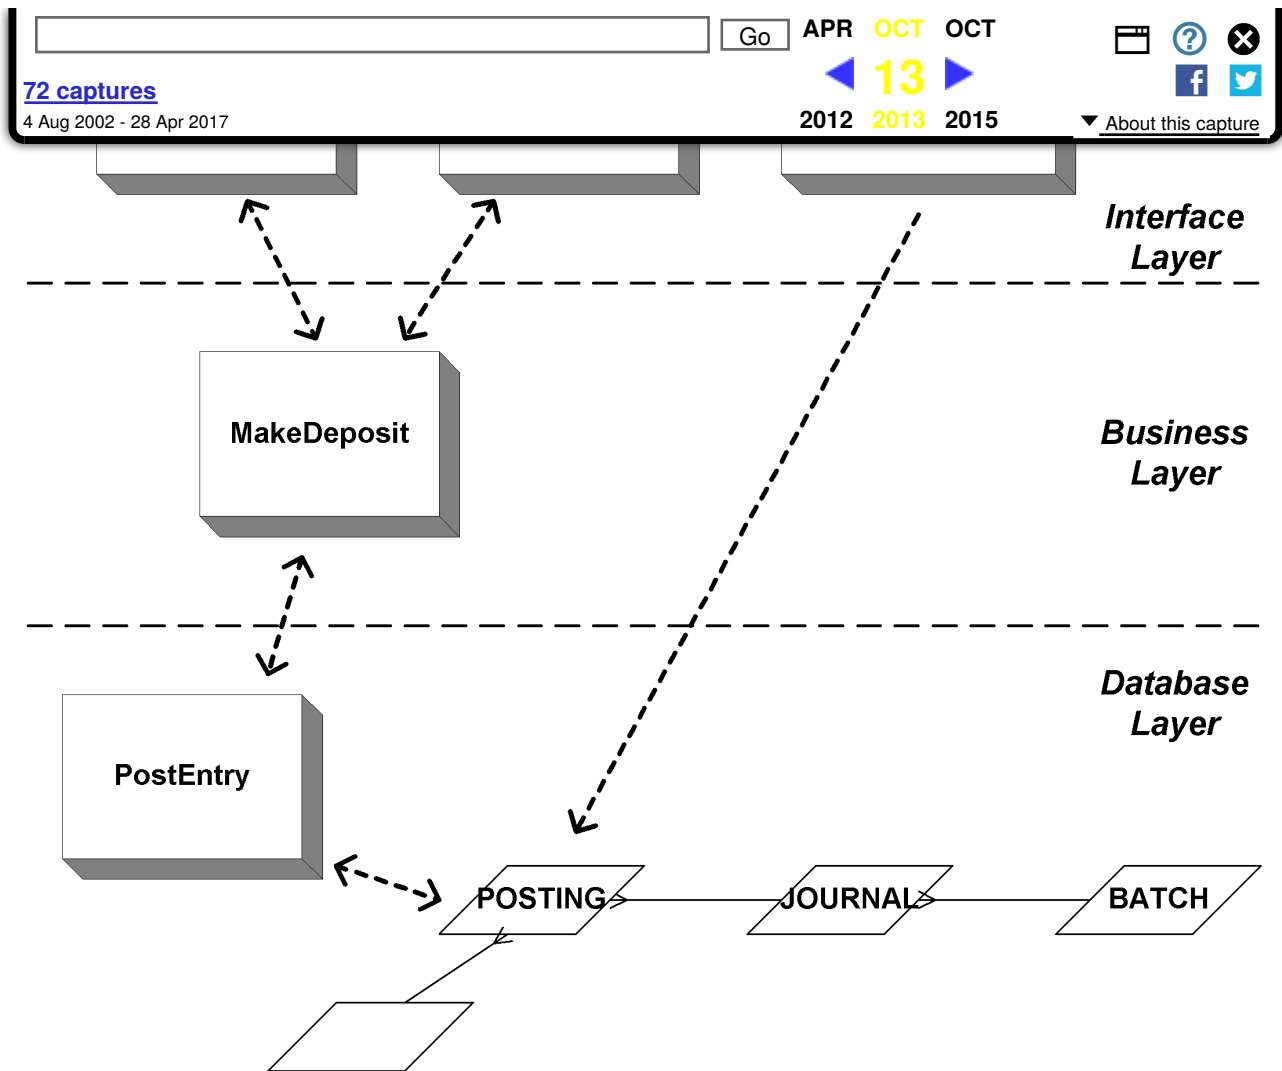 Go
APR OCT OCT
13
72 captures
4 Aug 2002 - 28 Apr 2017
2012 2013 2015
About this capture
Interface
Layer
MakeDeposit
Business
Layer
Database
Layer
PostEntry
POSTING
JOURNAL
BATCH